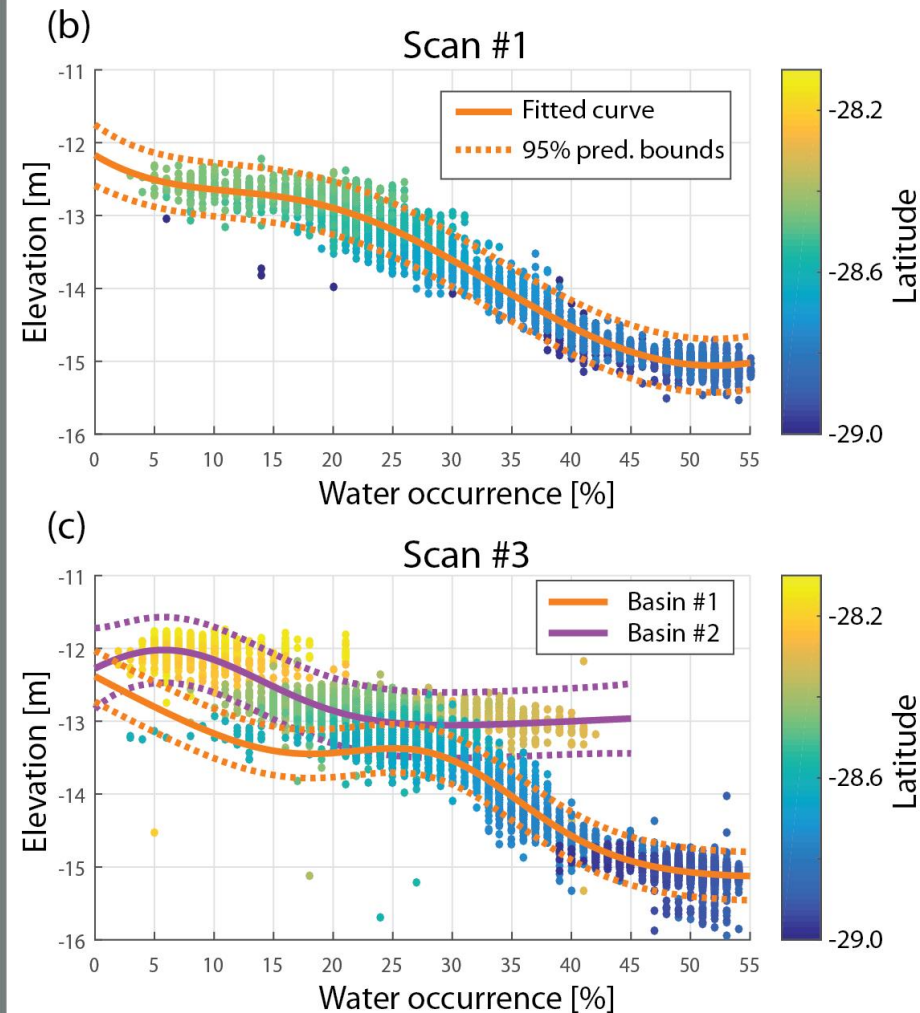 (b)
Scan #1
-11
-12
-13
-14
-15
-16
Elevation [m]
Fitted curve
95% pred. bounds
0 5 10 15 20 25 30 35 40 45 50 55
Water occurrence [%]
-28.2
-28.6
-29.0
Latitude
(c)
Scan #3
-11
-12
-13
-14
-15
-16
Elevation [m]
Basin #1
Basin #2
0 5 10 15 20 25 30 35 40 45 50 55
Water occurrence [%]
-28.2
-28.6
-29.0
Latitude